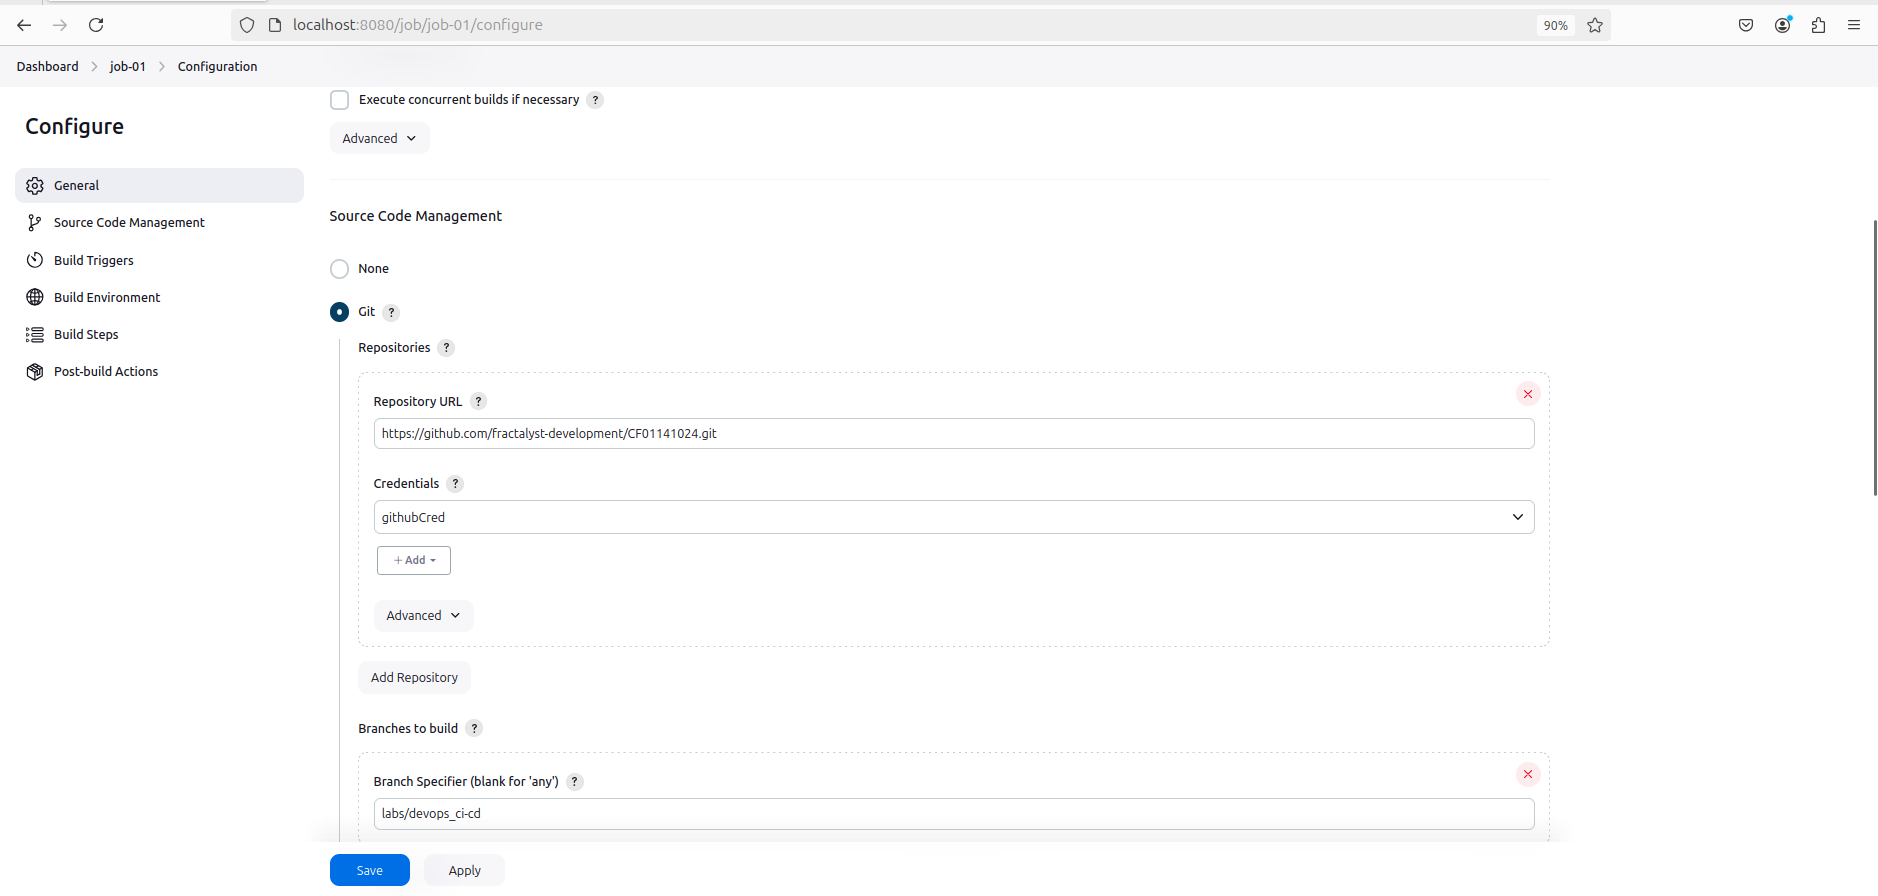 localhost:8080/job/job-01/configure
90%
Dashboard > job-01 > Configuration
Configure
General
Source Code Management
Build Triggers
Build Environment
Build Steps
Post-build Actions
Execute concurrent builds if necessary ?
Advanced
Source Code Management
None
Git ?
Repositories ?
Repository URL ?
https://github.com/fractalyst-development/CF01141024.git
Credentials ?
githubCred
+ Add
Advanced
Add Repository
Branches to build ?
Branch Specifier (blank for 'any') ?
labs/devops_ci-cd
Save
Apply